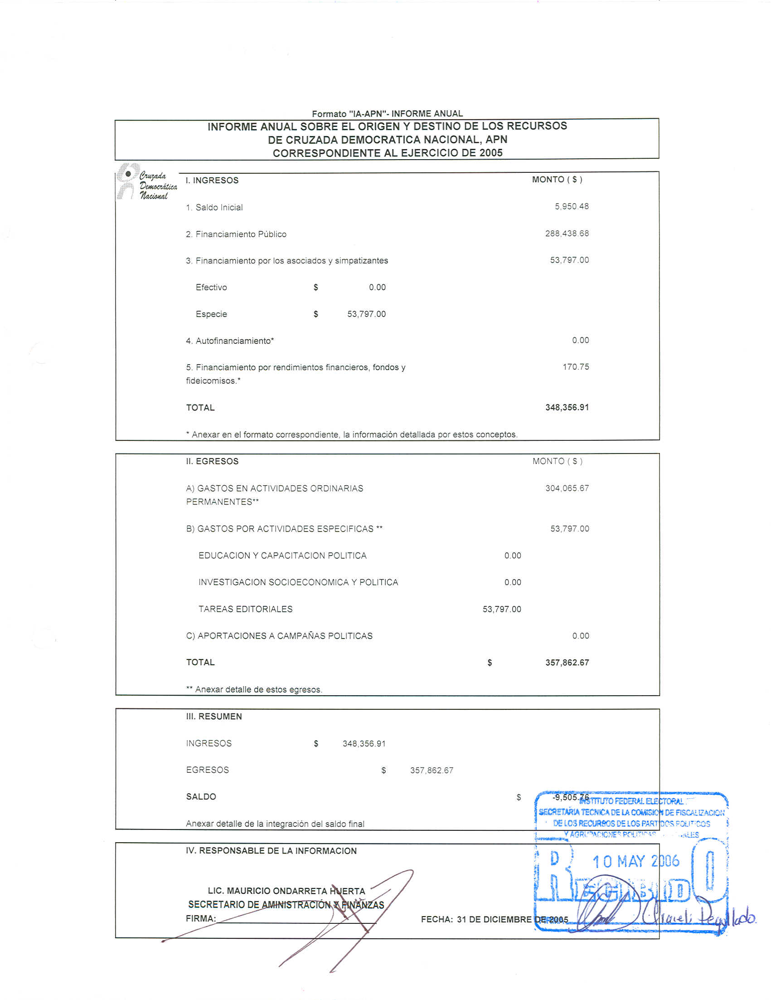 Formato "IA-APN"- INFORME ANUAL
INFORME ANUAL SOBRE EL ORIGEN Y DESTINO DE LOS RECURSOS
DE CRUZADA DEMOCRATICA NACIONAL, APN
CORRESPONDIENTE AL EJERCICIO DE 2005
Cruzada
Democrática
Nacional
I. INGRESOS MONTO ( $ )
1. Saldo Inicial 5,950.48
2. Financiamiento Público 288,438.68
3. Financiamiento por los asociados y simpatizantes 53,797.00
Efectivo $ 0.00
Especie $ 53,797.00
4. Autofinanciamiento* 0.00
5. Financiamiento por rendimientos financieros, fondos y 170.75
fideicomisos.*
TOTAL 348,356.91
* Anexar en el formato correspondiente, la información detallada por estos conceptos.
II. EGRESOS MONTO ( $ )
A) GASTOS EN ACTIVIDADES ORDINARIAS 304,065.67
PERMANENTES**
B) GASTOS POR ACTIVIDADES ESPECIFICAS ** 53,797.00
EDUCACION Y CAPACITACION POLITICA 0.00
INVESTIGACION SOCIOECONOMICA Y POLITICA 0.00
TAREAS EDITORIALES 53,797.00
C) APORTACIONES A CAMPAÑAS POLITICAS 0.00
TOTAL $ 357,862.67
** Anexar detalle de estos egresos.
III. RESUMEN
INGRESOS $ 348,356.91
EGRESOS $ 357,862.67
SALDO $ -9,505.76
Anexar detalle de la integración del saldo final
INSTITUTO FEDERAL ELECTORAL
SECRETARIA TECNICA DE LA COMISION DE FISCALIZACION
DE LOS RECURSOS DE LOS PARTIDOS POLITICOS
Y AGRUPACIONES POLITICAS
10 MAY 2006
RECIBIDO
IV. RESPONSABLE DE LA INFORMACION
LIC. MAURICIO ONDARRETA HUERTA
SECRETARIO DE AMINISTRACIÓN Y FINANZAS
FIRMA: FECHA: 31 DE DICIEMBRE DE 2005